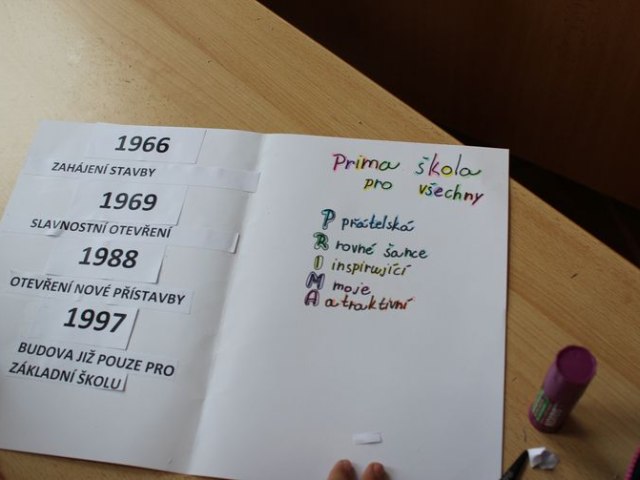 1966
ZAHÁJENÍ STAVBY
1969
SLAVNOSTNÍ OTEVŘENÍ
1988
OTEVŘENÍ NOVÉ PŘÍSTAVBY
1997
BUDOVA JIŽ POUZE PRO
ZÁKLADNÍ ŠKOLU
Prima škola
pro všechny
P přátelská
R rovné šance
I inspirující
M moje
A atraktivní